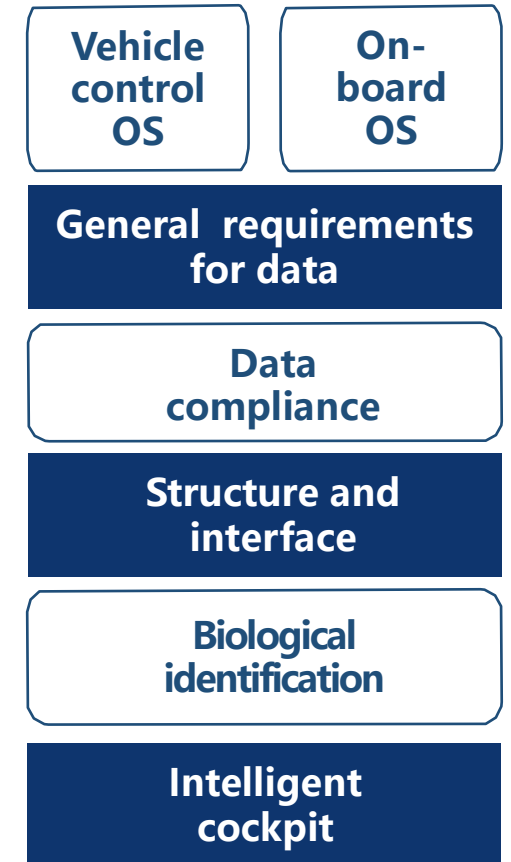 Vehicle
control
OS
On-
board
OS
General requirements
for data
Data
compliance
Structure and
interface
Biological
identification
Intelligent
cockpit